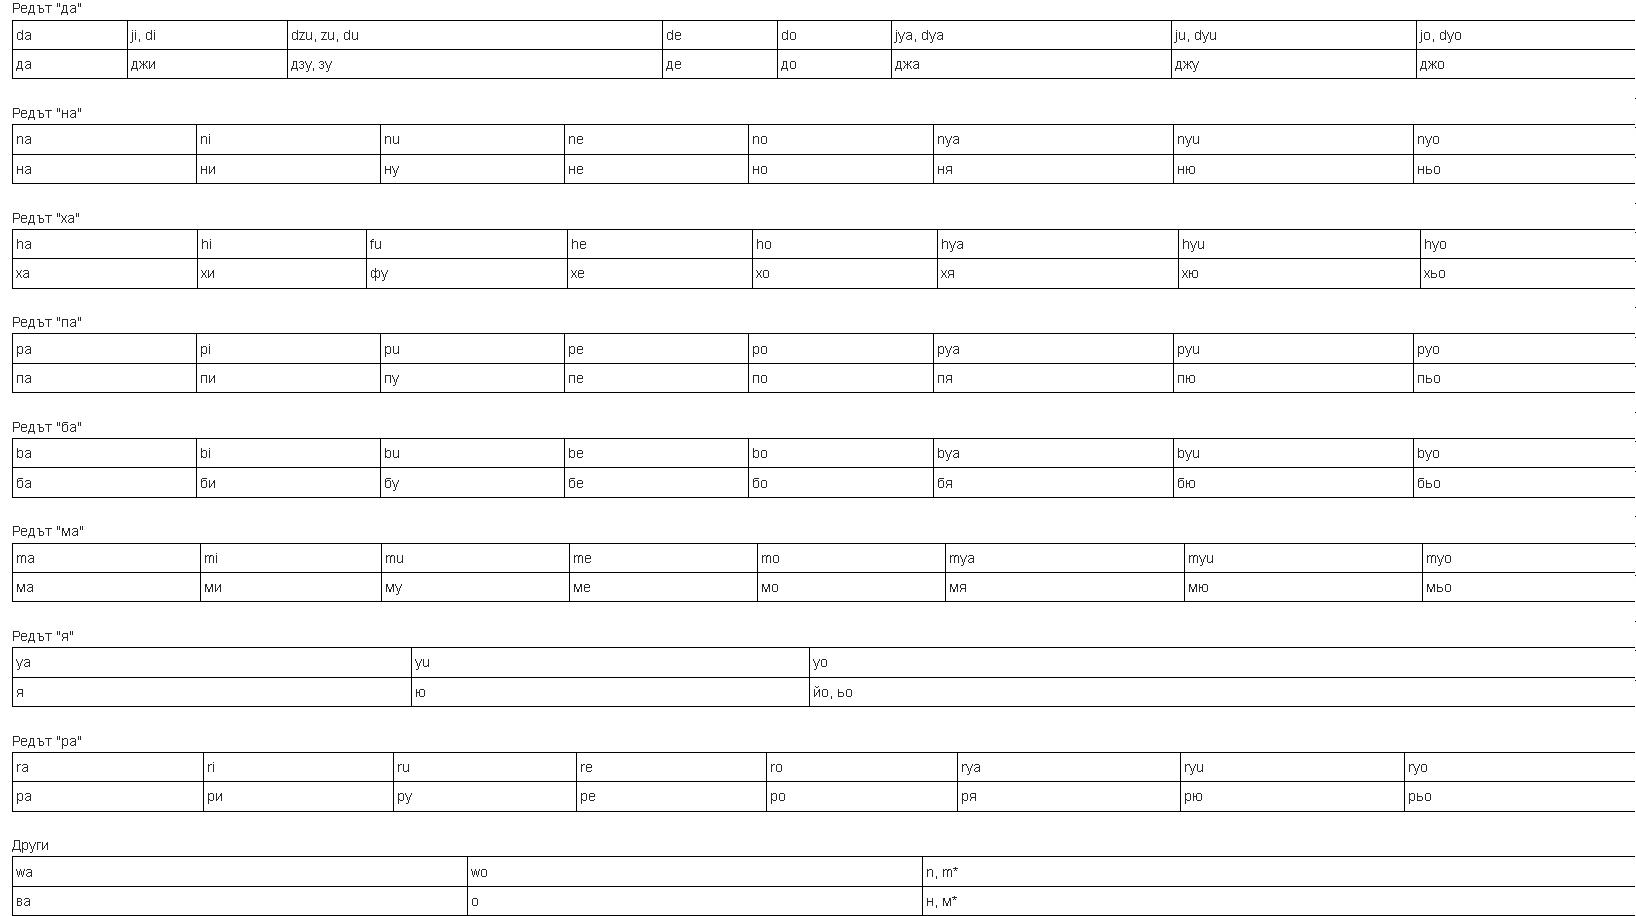 Редът "да"
da ji, di dzu, zu, du de do jya, dya ju, dyu jo, dyo
да джи дзу, зу де до джа джу джо
Редът "на"
na ni nu ne no nya nyu nyo
на ни ну не но ня ню ньо
Редът "ха"
ha hi fu he ho hya hyu hyo
ха хи фу хе хо хя хю хьо
Редът "па"
pa pi pu pe po pya pyu pyo
па пи пу пе по пя пю пьо
Редът "ба"
ba bi bu be bo bya byu byo
ба би бу бе бо бя бю бьо
Редът "ма"
ma mi mu me mo mya myu myo
ма ми му ме мо мя мю мьо
Редът "я"
ya yu yo
я ю йо, ьо
Редът "ра"
ra ri ru re ro rya ryu ryo
ра ри ру ре ро ря рю рьо
Други
wa wo n, m*
ва о н, м*